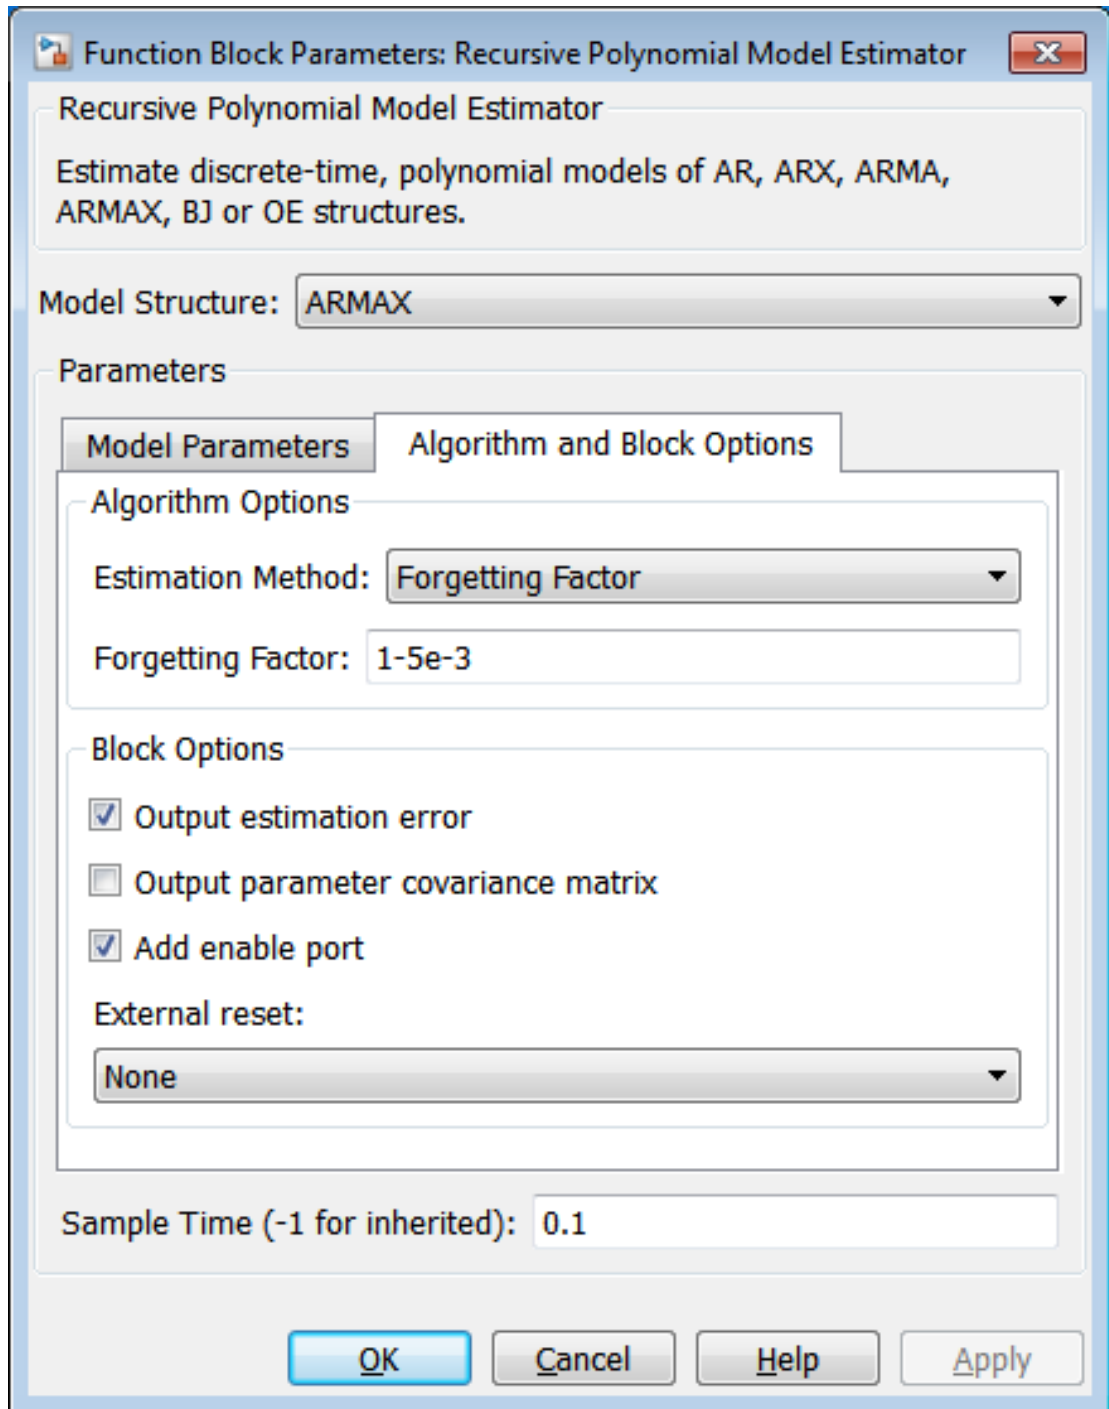 Function Block Parameters: Recursive Polynomial Model Estimator
Recursive Polynomial Model Estimator
Estimate discrete-time, polynomial models of AR, ARX, ARMA,
ARMAX, BJ or OE structures.
Model Structure: ARMAX
Parameters
Model Parameters Algorithm and Block Options
Algorithm Options
Estimation Method: Forgetting Factor
Forgetting Factor: 1-5e-3
Block Options
Output estimation error
Output parameter covariance matrix
Add enable port
External reset:
None
Sample Time (-1 for inherited): 0.1
OK Cancel Help Apply